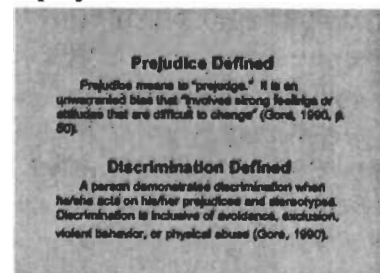 Prejudice Defined
Prejudice means to "prejudge." It is an
unwarranted bias that "involves strong feelings or
attitudes that are difficult to change" (Gore, 1990, p.
50).
Discrimination Defined
A person demonstrates discrimination when
he/she acts on his/her prejudices and stereotypes.
Discrimination is inclusive of avoidance, exclusion,
violent behavior, or physical abuse (Gore, 1990).